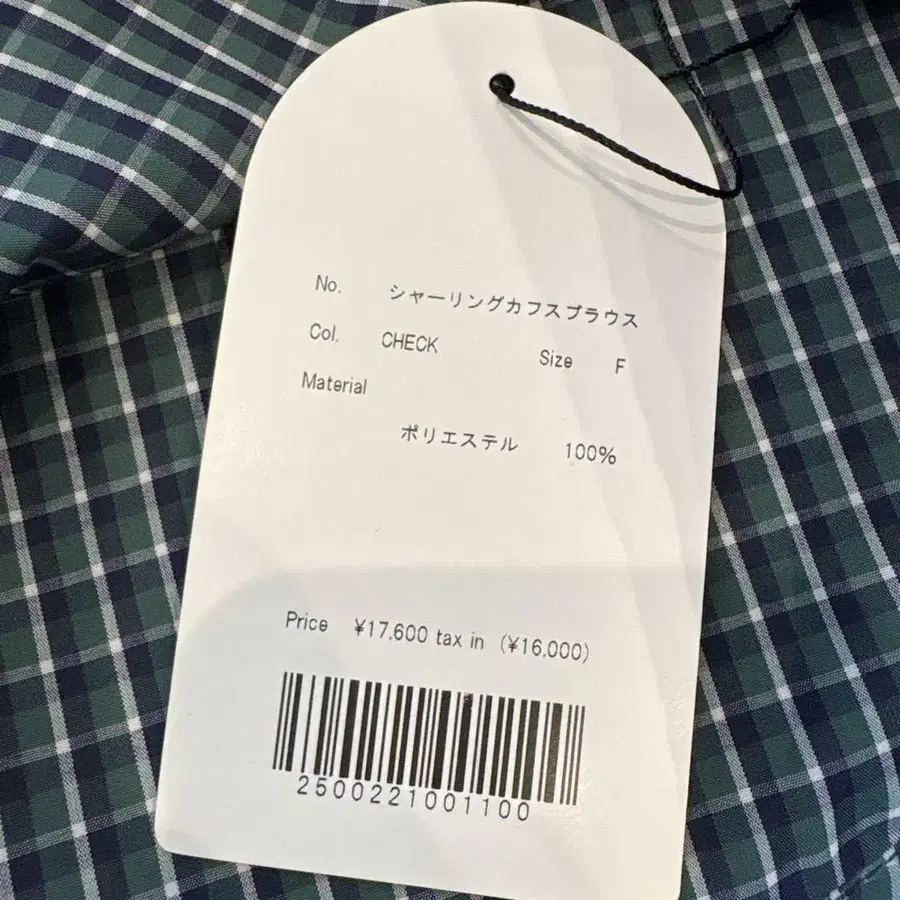 No. シャーリングカフスブラウス
Col. CHECK Size F
Material
ポリエステル 100%
Price ¥17,600 tax in (¥16,000)
2500221001100